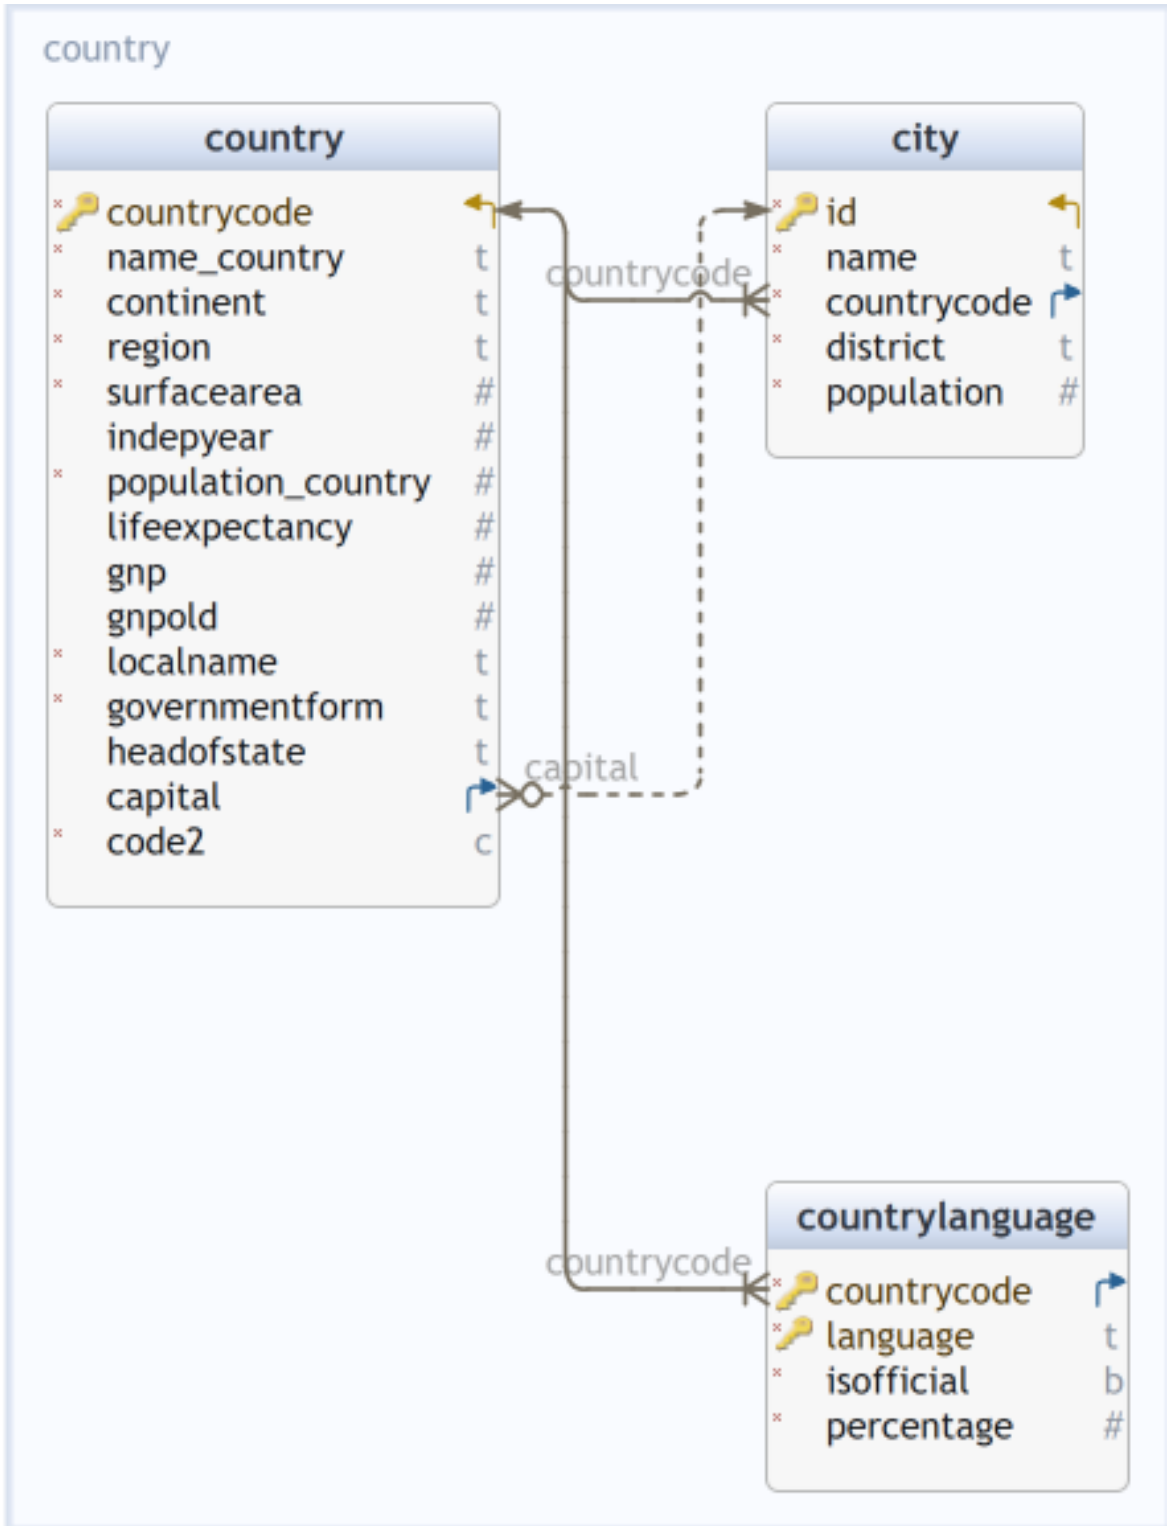 country
country
countrycode
name_country t
continent t
region t
surfacearea #
indepyear #
population_country #
lifeexpectancy #
gnp #
gnpold #
localname t
governmentform t
headofstate t
capital
code2 c
countrycode
capital
countrycode
city
id
name t
countrycode
district t
population #
countrylanguage
countrycode
language t
isofficial b
percentage #